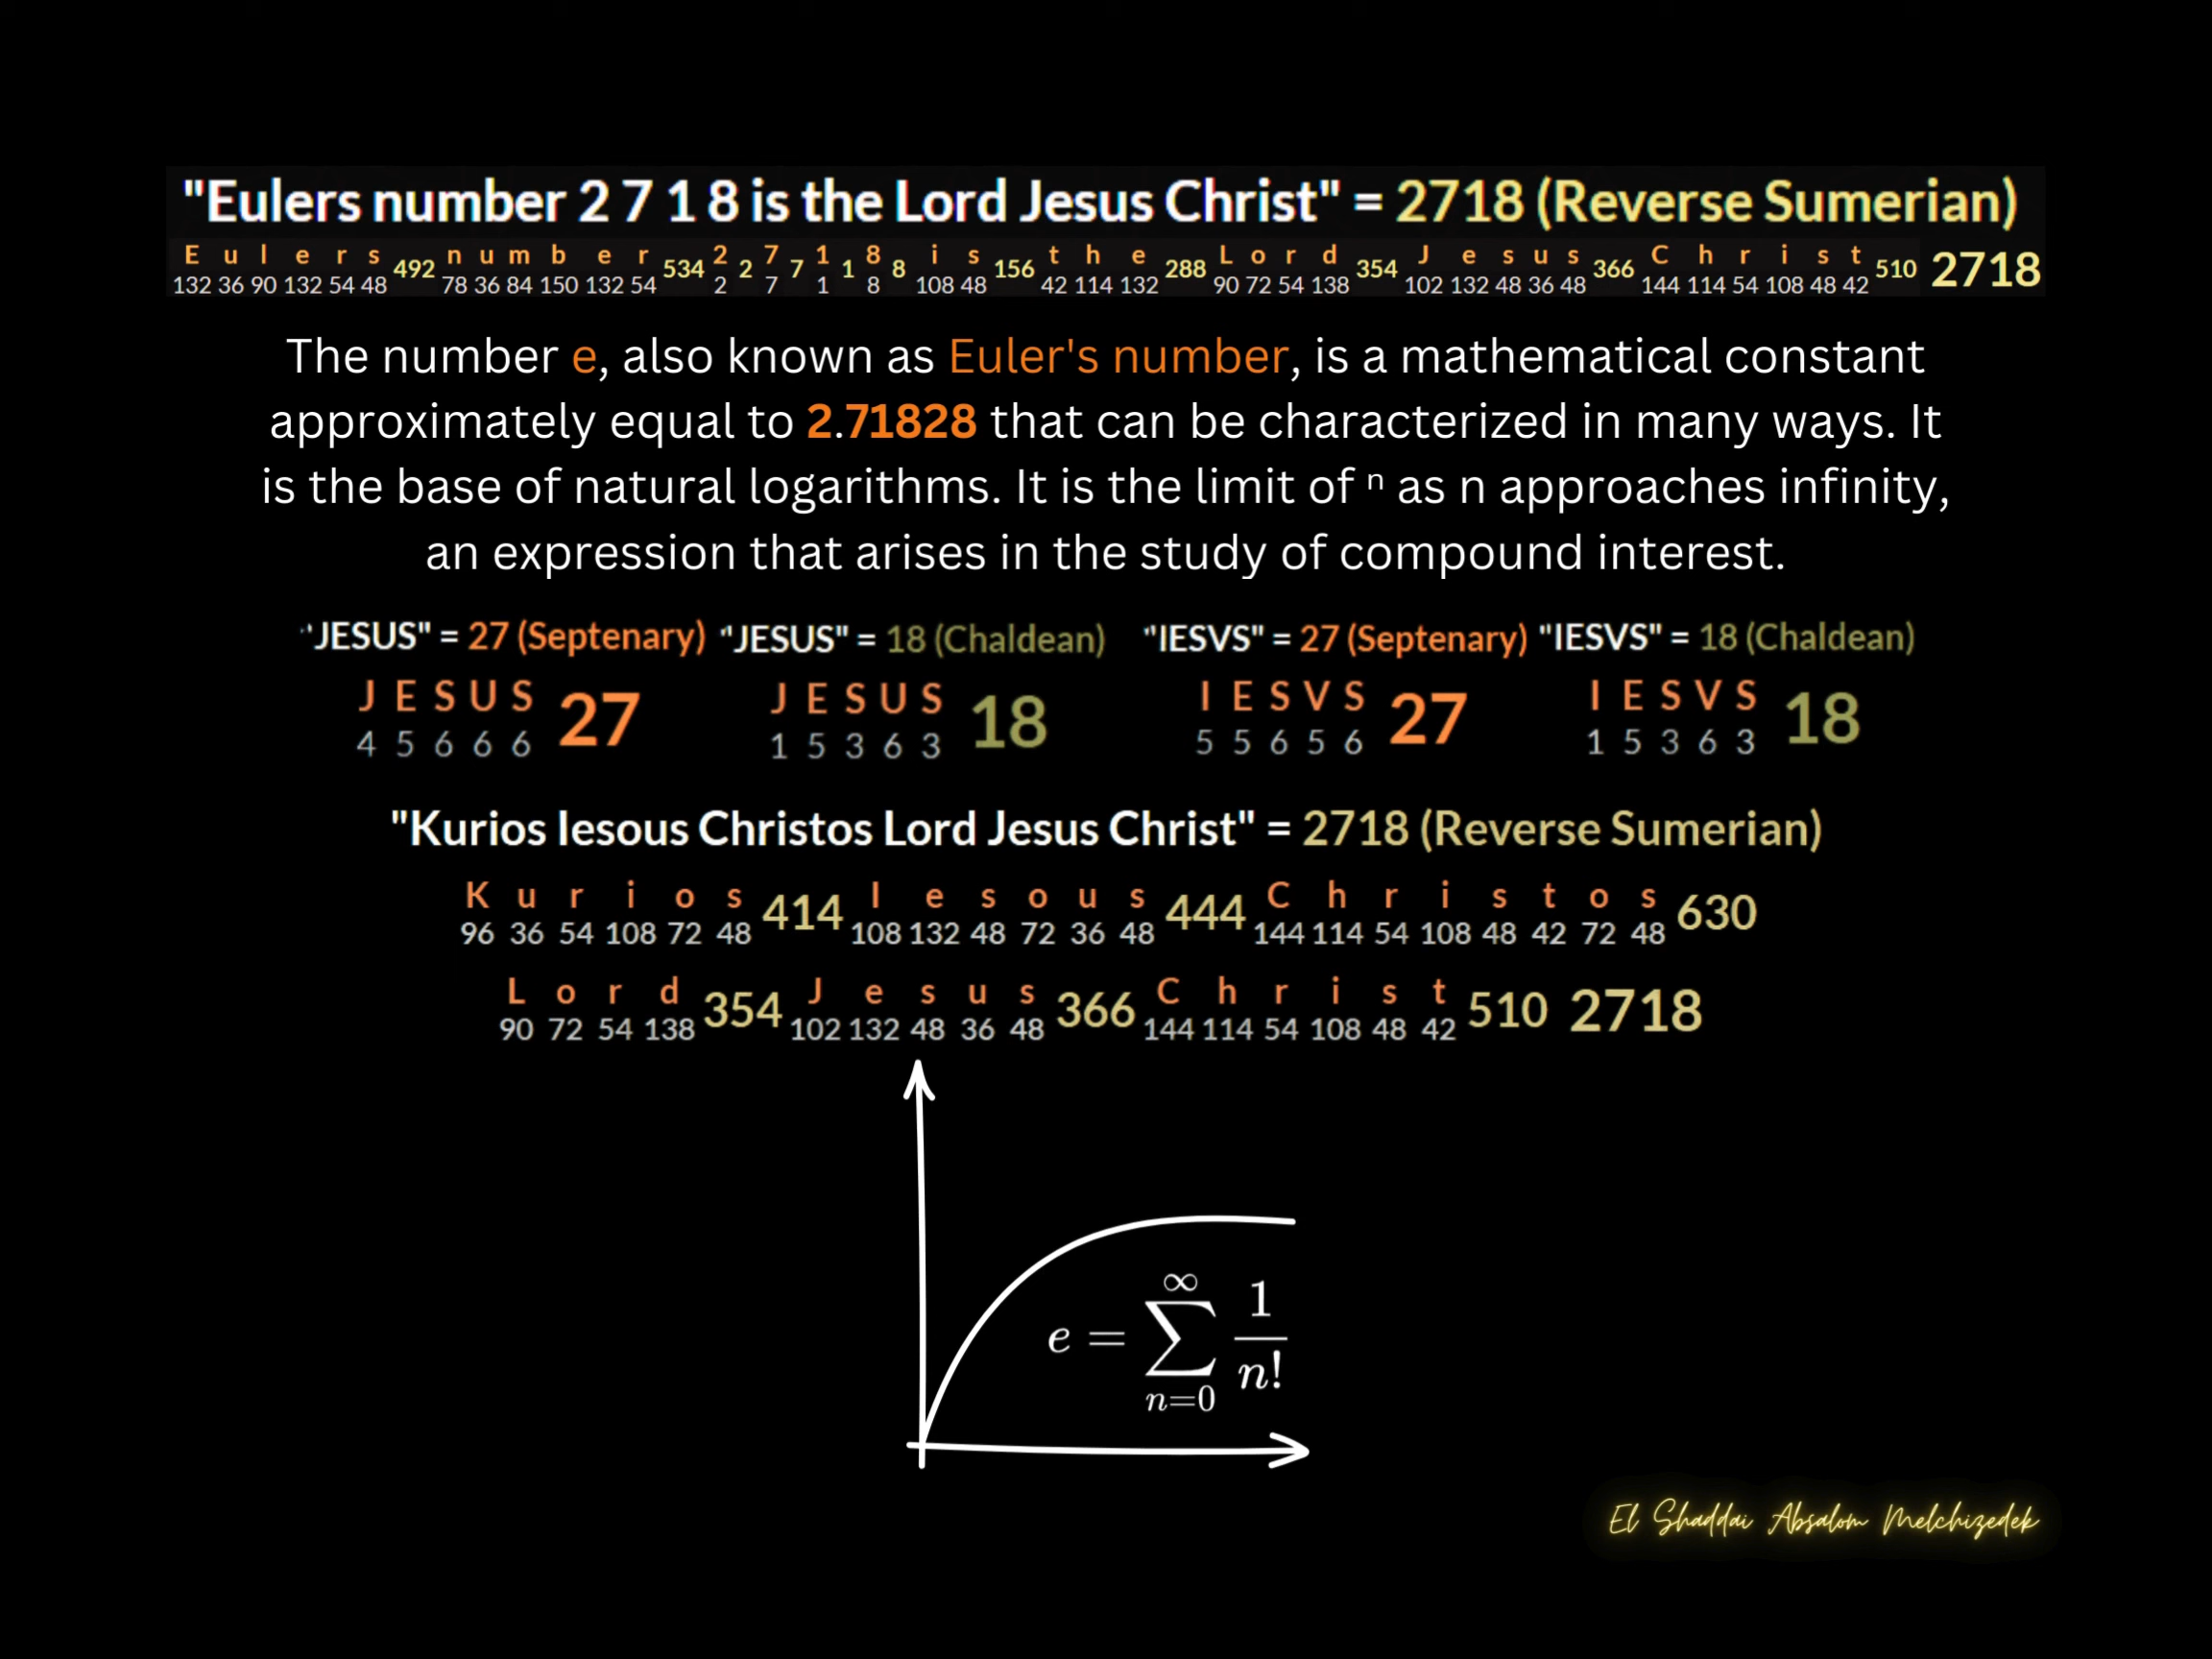 "Eulers number 2 7 1 8 is the Lord Jesus Christ" = 2718 (Reverse Sumerian)
E u l e r s 492 n u m b e r 534 2 2 7 7 1 1 8 8 i s 156 t h e 288 L o r d 354 J e s u s 366 C h r i s t 510 2718
132 36 90 132 54 48 78 36 84 150 132 54 2 7 1 8 108 48 42 114 132 90 72 54 138 102 132 48 36 48 144 114 54 108 48 42
The number e, also known as Euler's number, is a mathematical constant
approximately equal to 2.71828 that can be characterized in many ways. It
is the base of natural logarithms. It is the limit of ⁿ as n approaches infinity,
an expression that arises in the study of compound interest.
"JESUS" = 27 (Septenary) "JESUS" = 18 (Chaldean) "IESVS" = 27 (Septenary) "IESVS" = 18 (Chaldean)
J E S U S 27 J E S U S 18 I E S V S 27 I E S V S 18
4 5 6 6 6 1 5 3 6 3 5 5 6 5 6 1 5 3 6 3
"Kurios Iesous Christos Lord Jesus Christ" = 2718 (Reverse Sumerian)
K u r i o s 414 I e s o u s 444 C h r i s t o s 630
96 36 54 108 72 48 108 132 48 72 36 48 144 114 54 108 48 42 72 48
L o r d 354 J e s u s 366 C h r i s t 510 2718
90 72 54 138 102 132 48 36 48 144 114 54 108 48 42
∞
e = ∑ 1/n!
n=0
El Shaddai Absalom Melchizedek